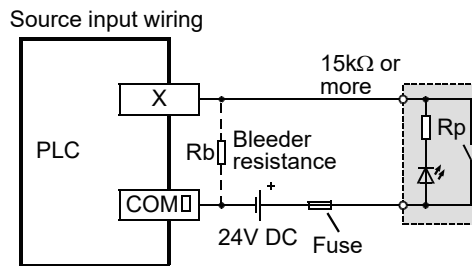 Source input wiring
15kΩ or
more
X
Rp
Bleeder
PLC
Rb
resistance
COM▯
+
24V DC
Fuse